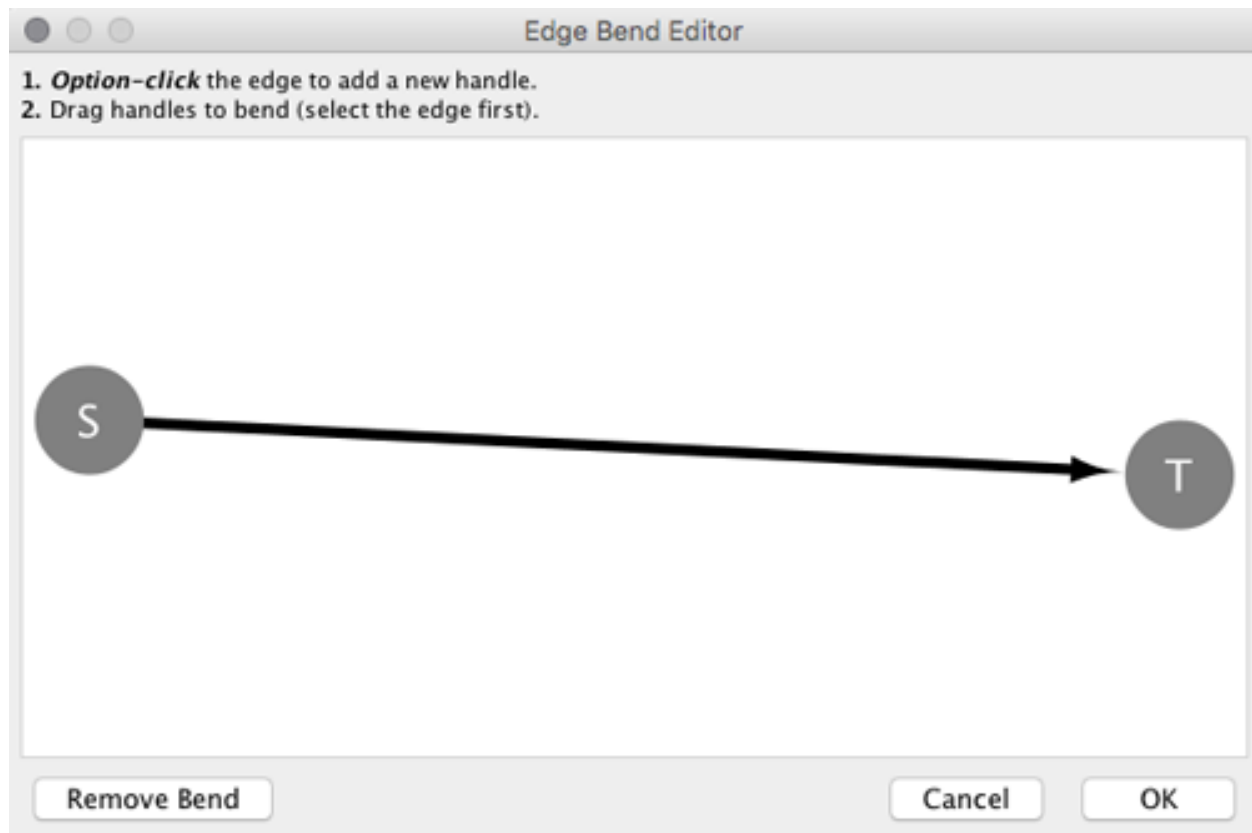 Edge Bend Editor
1. Option-click the edge to add a new handle.
2. Drag handles to bend (select the edge first).
S
T
Remove Bend
Cancel
OK